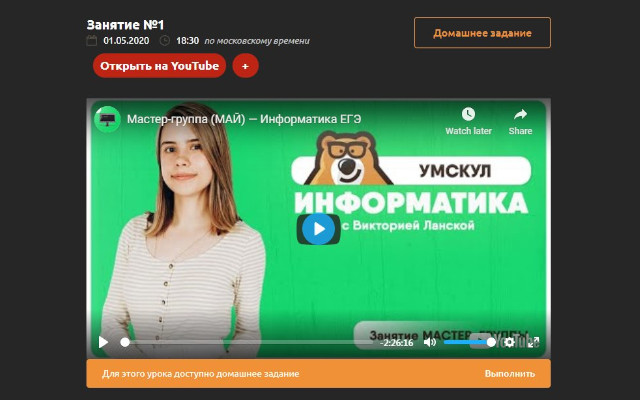 Занятие №1
Домашнее задание
01.05.2020 18:30 по московскому времени
Открыть на YouTube +
Мастер-группа (МАЙ) — Информатика ЕГЭ
Watch later Share
УМСКУЛ
ИНФОРМАТИКА
с Викторией Ланской
Занятие МАСТЕР-ГРУППЫ
-2:26:16
YouTube
Для этого урока доступно домашнее задание Выполнить